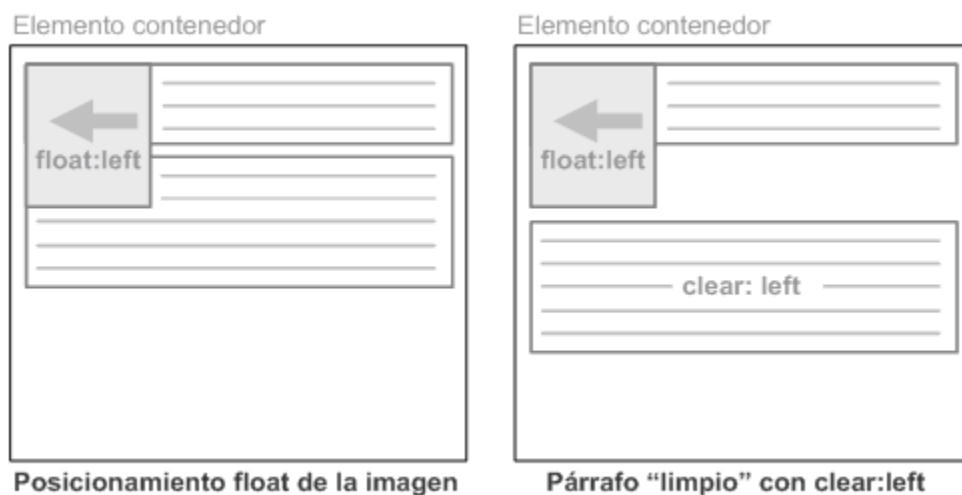 Elemento contenedor
float:left
Posicionamiento float de la imagen
Elemento contenedor
float:left
clear: left
Párrafo “limpio” con clear:left